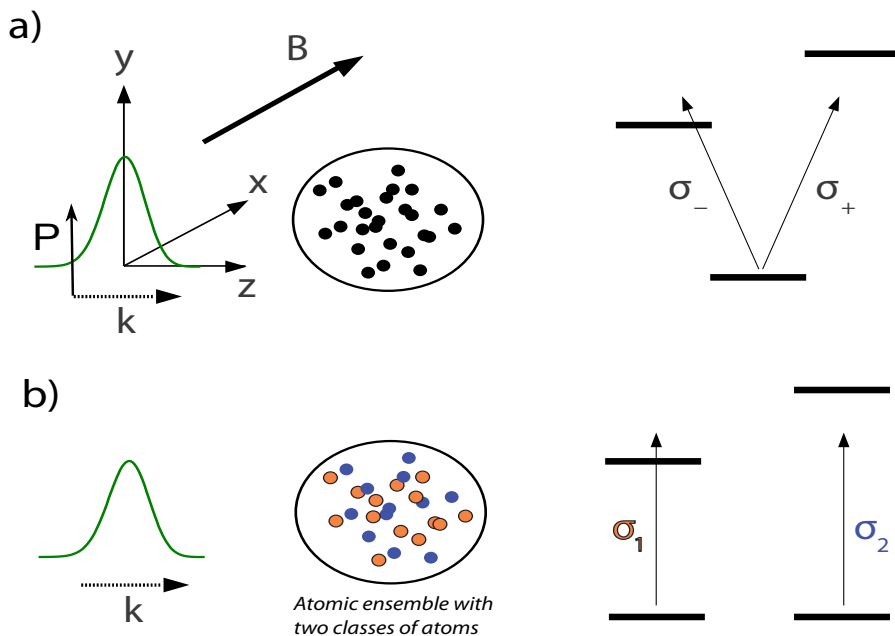 a)
y
B
x
P
z
k
σ_
σ+
b)
k
σ1
σ2
Atomic ensemble with
two classes of atoms